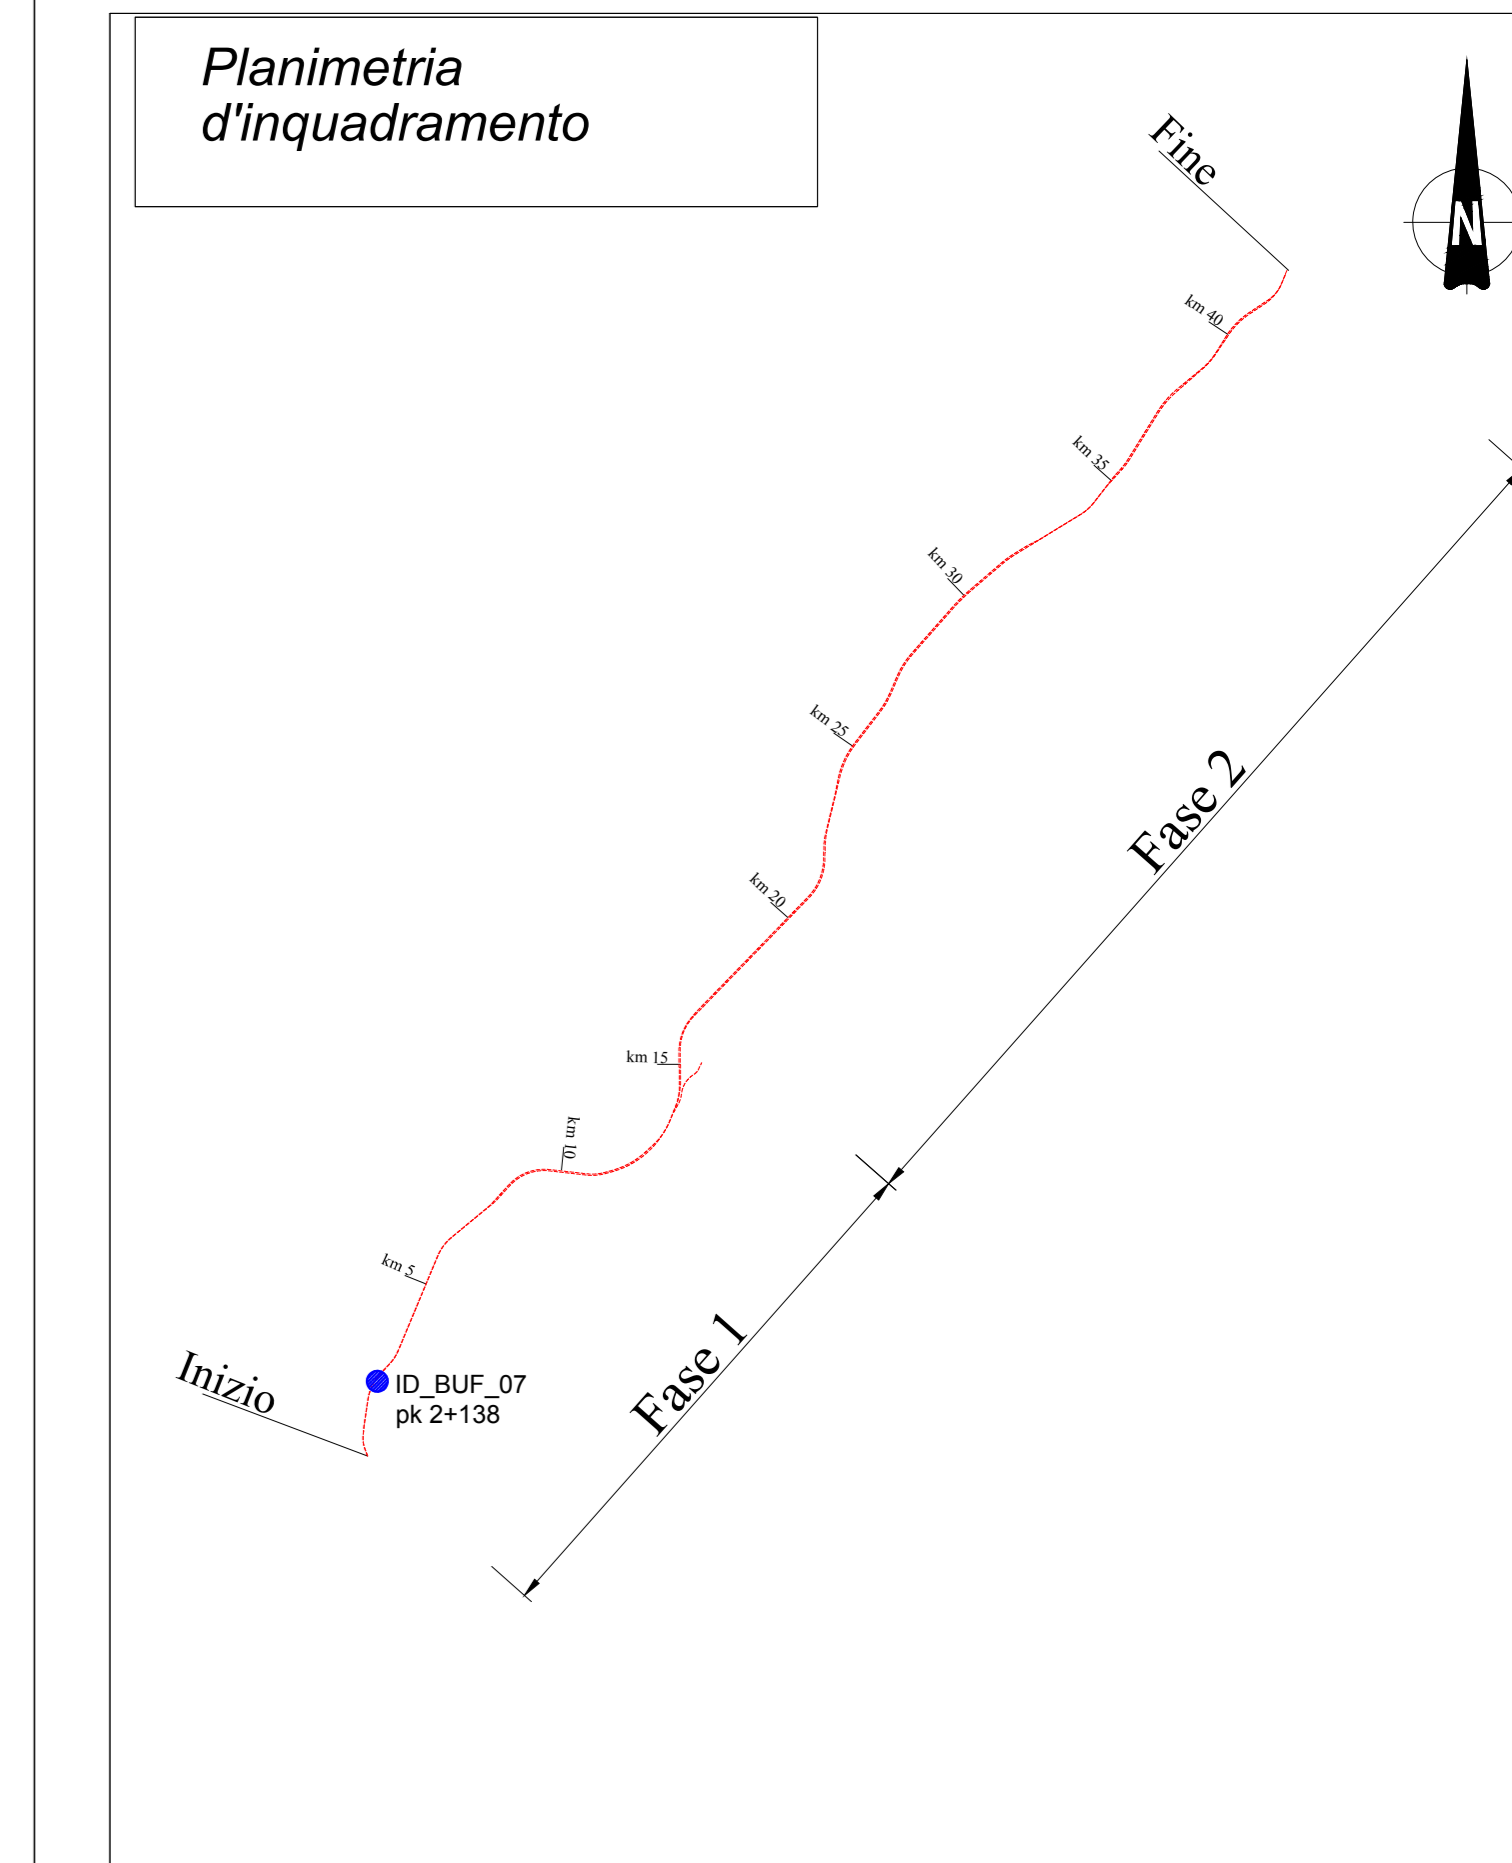 Planimetria
d'inquadramento
Fine
N
km 40
km 35
km 30
km 25
Fase 2
km 20
km 15
km 10
km 5
Fase 1
Inizio
ID_BUF_07
pk 2+138